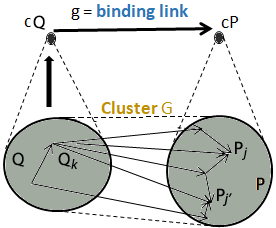 g = binding link
cQ cP
Cluster G
Q Qk Pj
P
Pj'